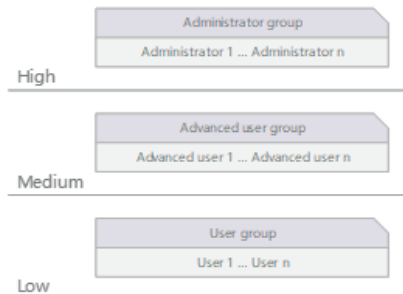 Administrator group
Administrator 1 ... Administrator n
High
Advanced user group
Advanced user 1 ... Advanced user n
Medium
User group
User 1 ... User n
Low